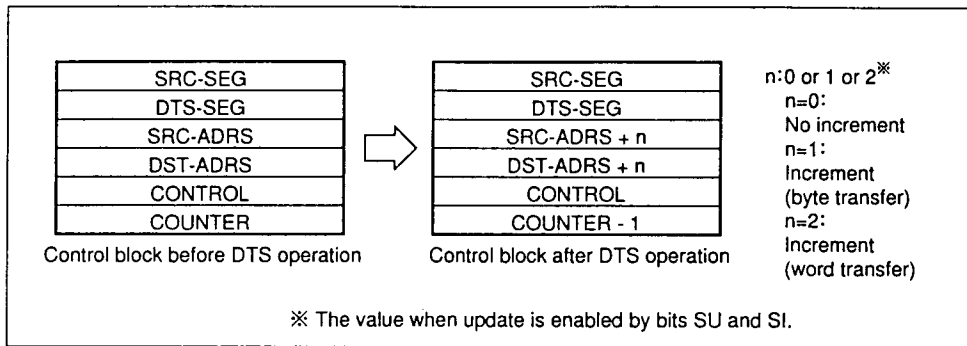 SRC-SEG
DTS-SEG
SRC-ADRS
DST-ADRS
CONTROL
COUNTER
Control block before DTS operation
SRC-SEG
DTS-SEG
SRC-ADRS + n
DST-ADRS + n
CONTROL
COUNTER - 1
Control block after DTS operation
n:0 or 1 or 2※
n=0:
No increment
n=1:
Increment
(byte transfer)
n=2:
Increment
(word transfer)
※ The value when update is enabled by bits SU and SI.